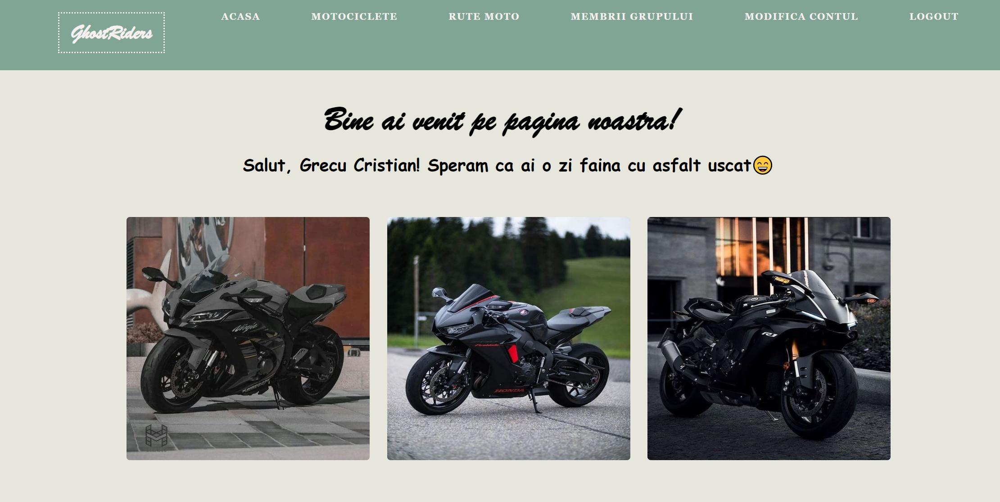 GhostRiders
ACASA
MOTOCICLETE
RUTE MOTO
MEMBRII GRUPULUI
MODIFICA CONTUL
LOGOUT
Bine ai venit pe pagina noastra!
Salut, Grecu Cristian! Speram ca ai o zi faina cu asfalt uscat😄
Ninja
KAWASAKI
Fireblade
HONDA
R1